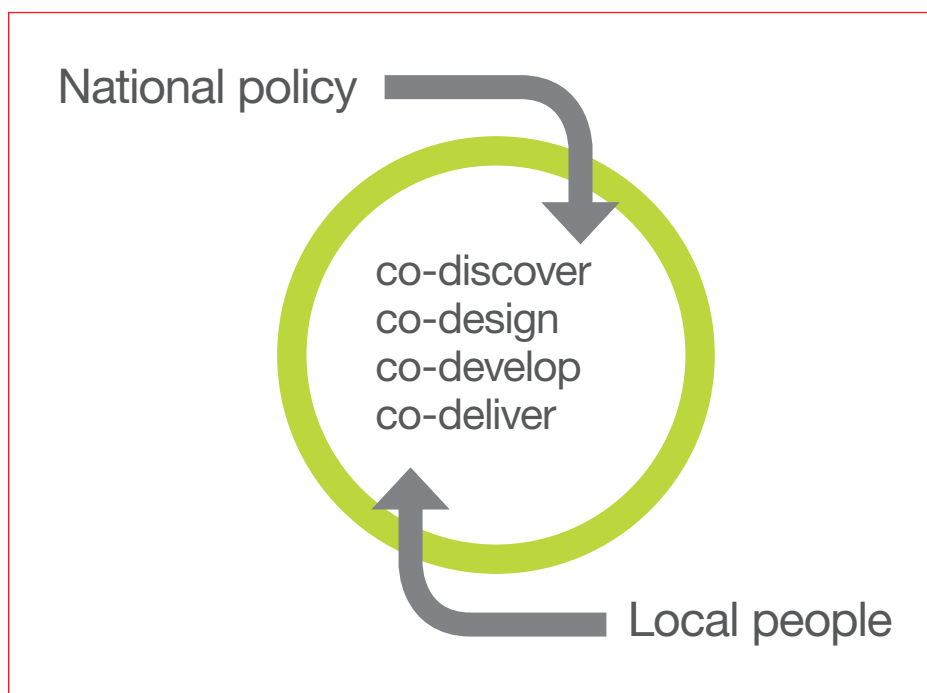 National policy
co-discover
co-design
co-develop
co-deliver
Local people